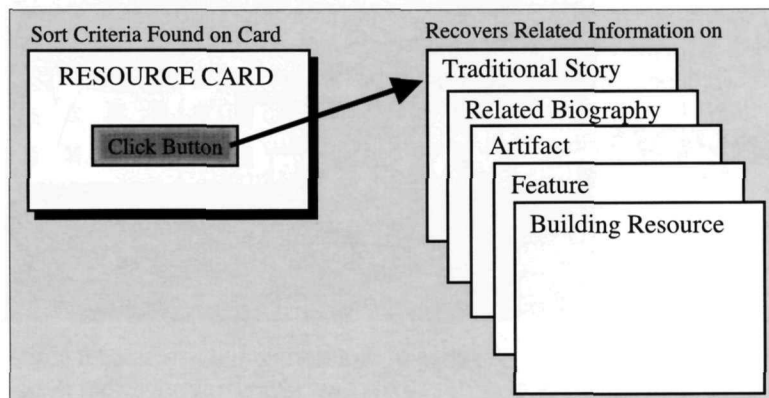 Sort Criteria Found on Card
RESOURCE CARD
Click Button
Recovers Related Information on
Traditional Story
Related Biography
Artifact
Feature
Building Resource